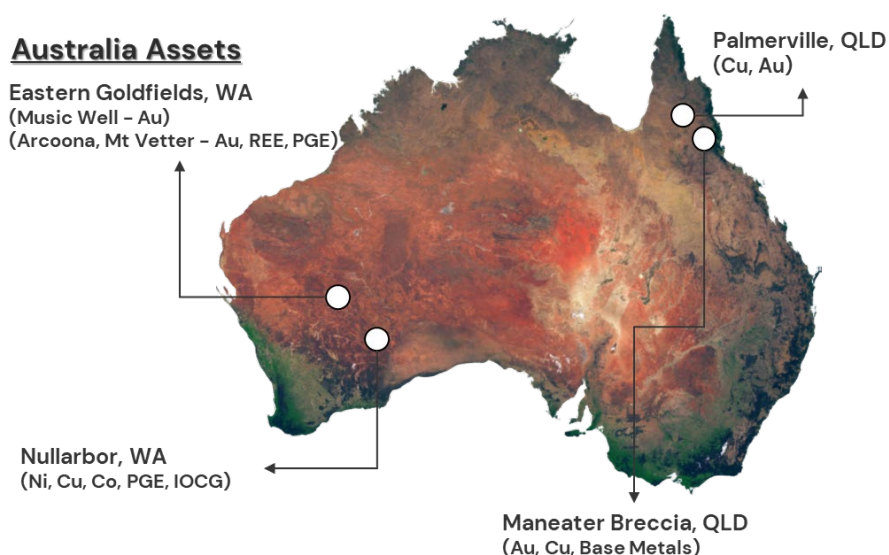 Australia Assets
Eastern Goldfields, WA
(Music Well - Au)
(Arcoona, Mt Vetter - Au, REE, PGE)
Palmerville, QLD
(Cu, Au)
Nullarbor, WA
(Ni, Cu, Co, PGE, IOCG)
Maneater Breccia, QLD
(Au, Cu, Base Metals)